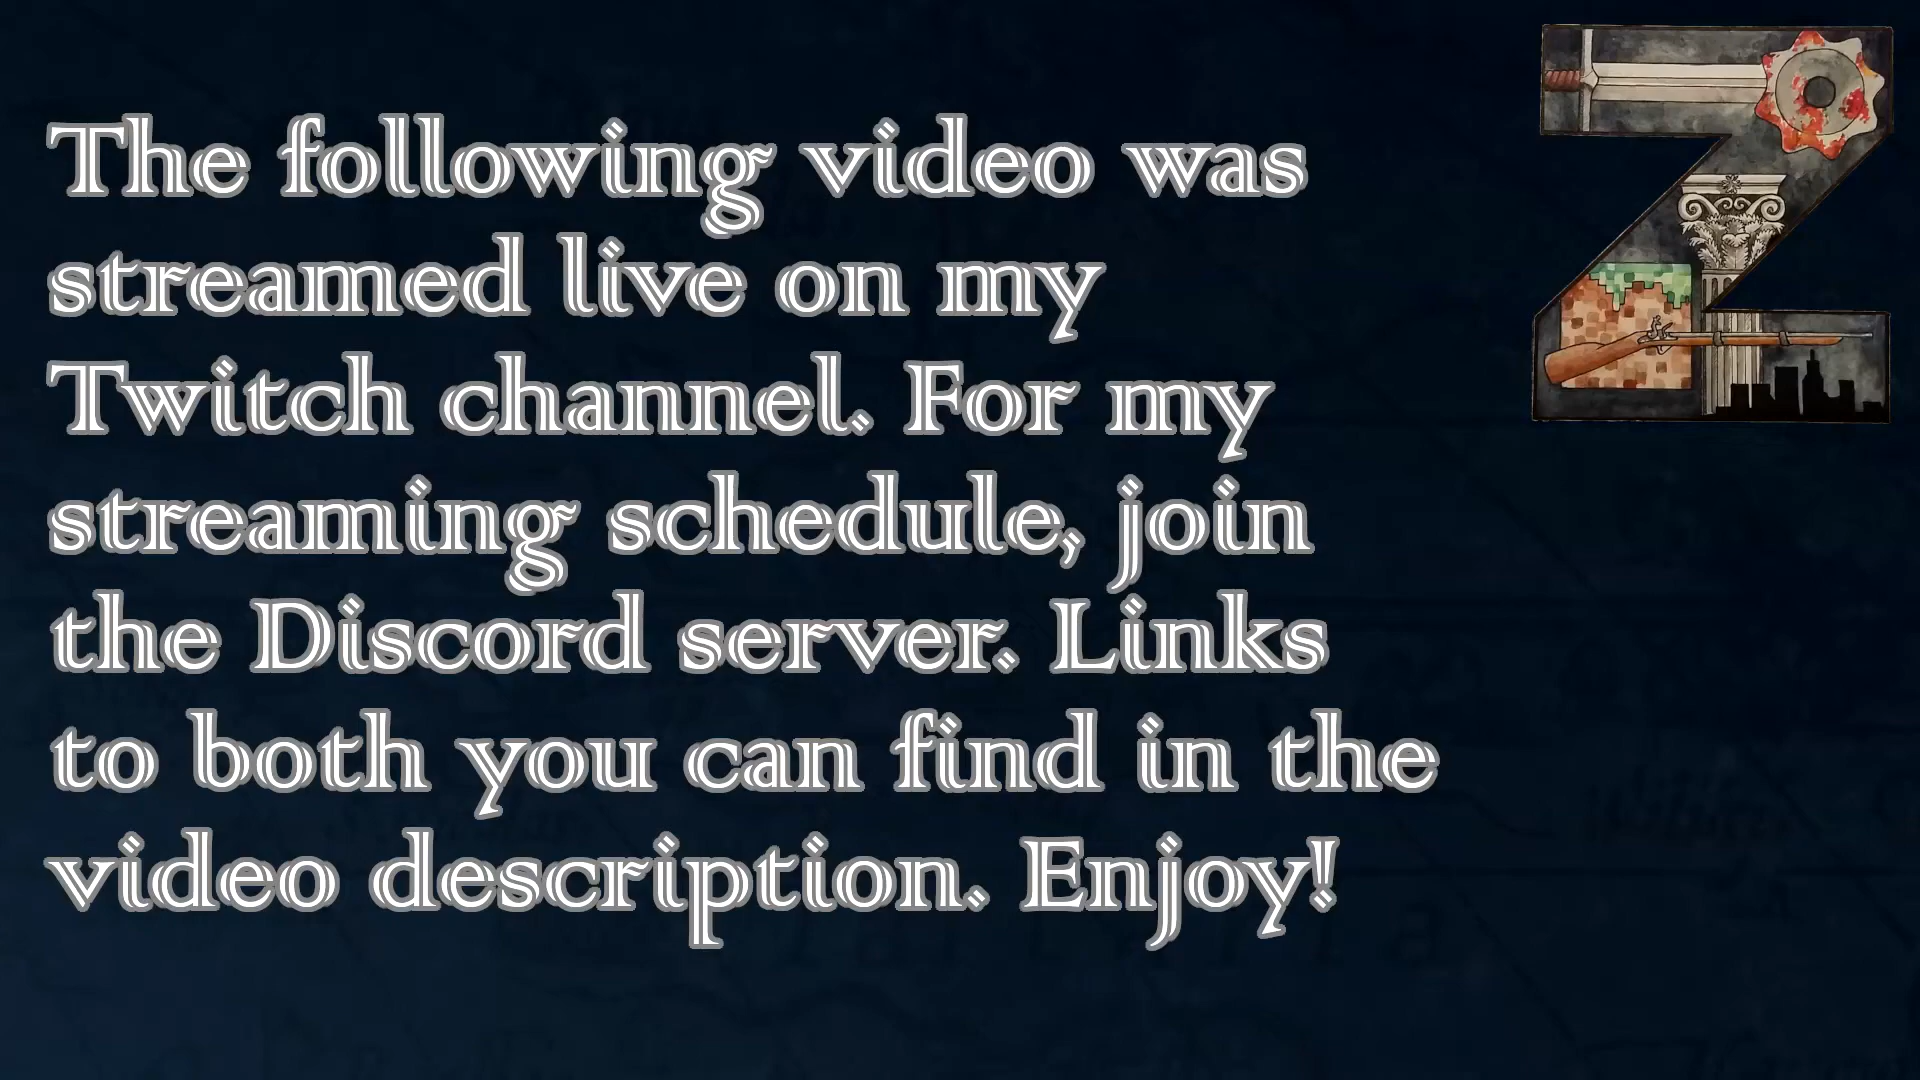 The following video was
streamed live on my
Twitch channel. For my
streaming schedule, join
the Discord server. Links
to both you can find in the
video description. Enjoy!